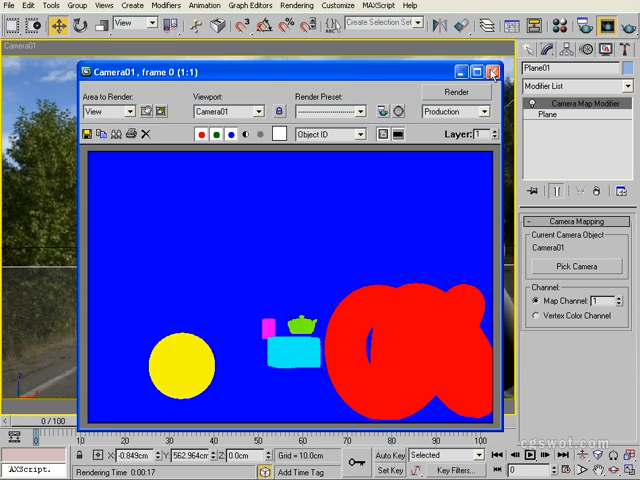 File Edit Tools Group Views Create Modifiers Animation Graph Editors Rendering Customize MAXScript Help
View
Create Selection Set
Camera01
Camera01, frame 0 (1:1)
Render
Area to Render: Viewport: Render Preset:
View Camera01 Production
Object ID Layer: 1
Plane01
Modifier List
Camera Map Modifier
Plane
Camera Mapping
Current Camera Object
Camera01
Pick Camera
Channel:
Map Channel: 1
Vertex Color Channel
0 / 100
10 20 30 40 50 60 70 80 90 100
cgswot.com
X: -0.849cm Y: 562.964cm Z: 0.0cm Grid = 10.0cm Auto Key Selected
AXScript. Rendering Time 0:00:17 Add Time Tag Set Key Key Filters... 0